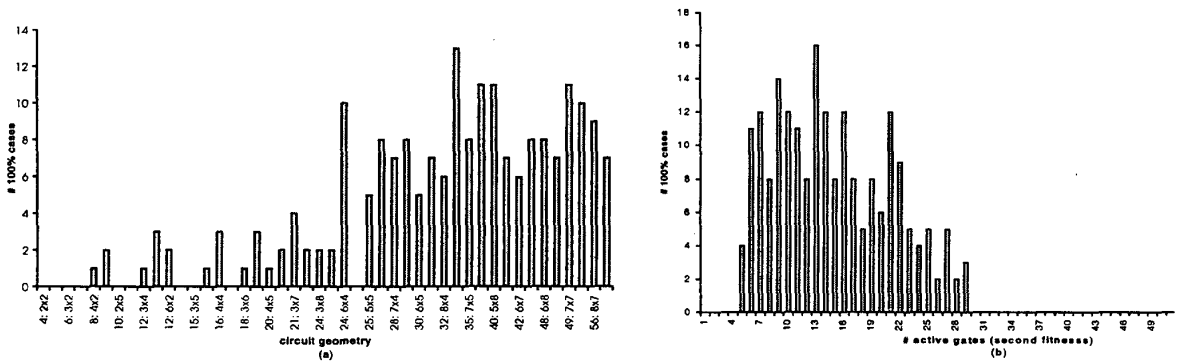 14
12
10
8
6
4
2
0
# 100% cases
4: 2x2
6: 3x2
8: 4x2
10: 2x5
12: 3x4
12: 6x2
15: 3x5
16: 4x4
18: 3x6
20: 4x5
21: 3x7
24: 3x8
24: 6x4
25: 5x5
28: 7x4
30: 6x5
32: 8x4
35: 7x5
40: 5x8
42: 6x7
48: 6x8
49: 7x7
56: 8x7
circuit geometry
(a)
18
16
14
12
10
8
6
4
2
0
# 100% cases
1
4
7
10
13
16
19
22
25
28
31
34
37
40
43
46
49
# active gates (second fitnesss)
(b)